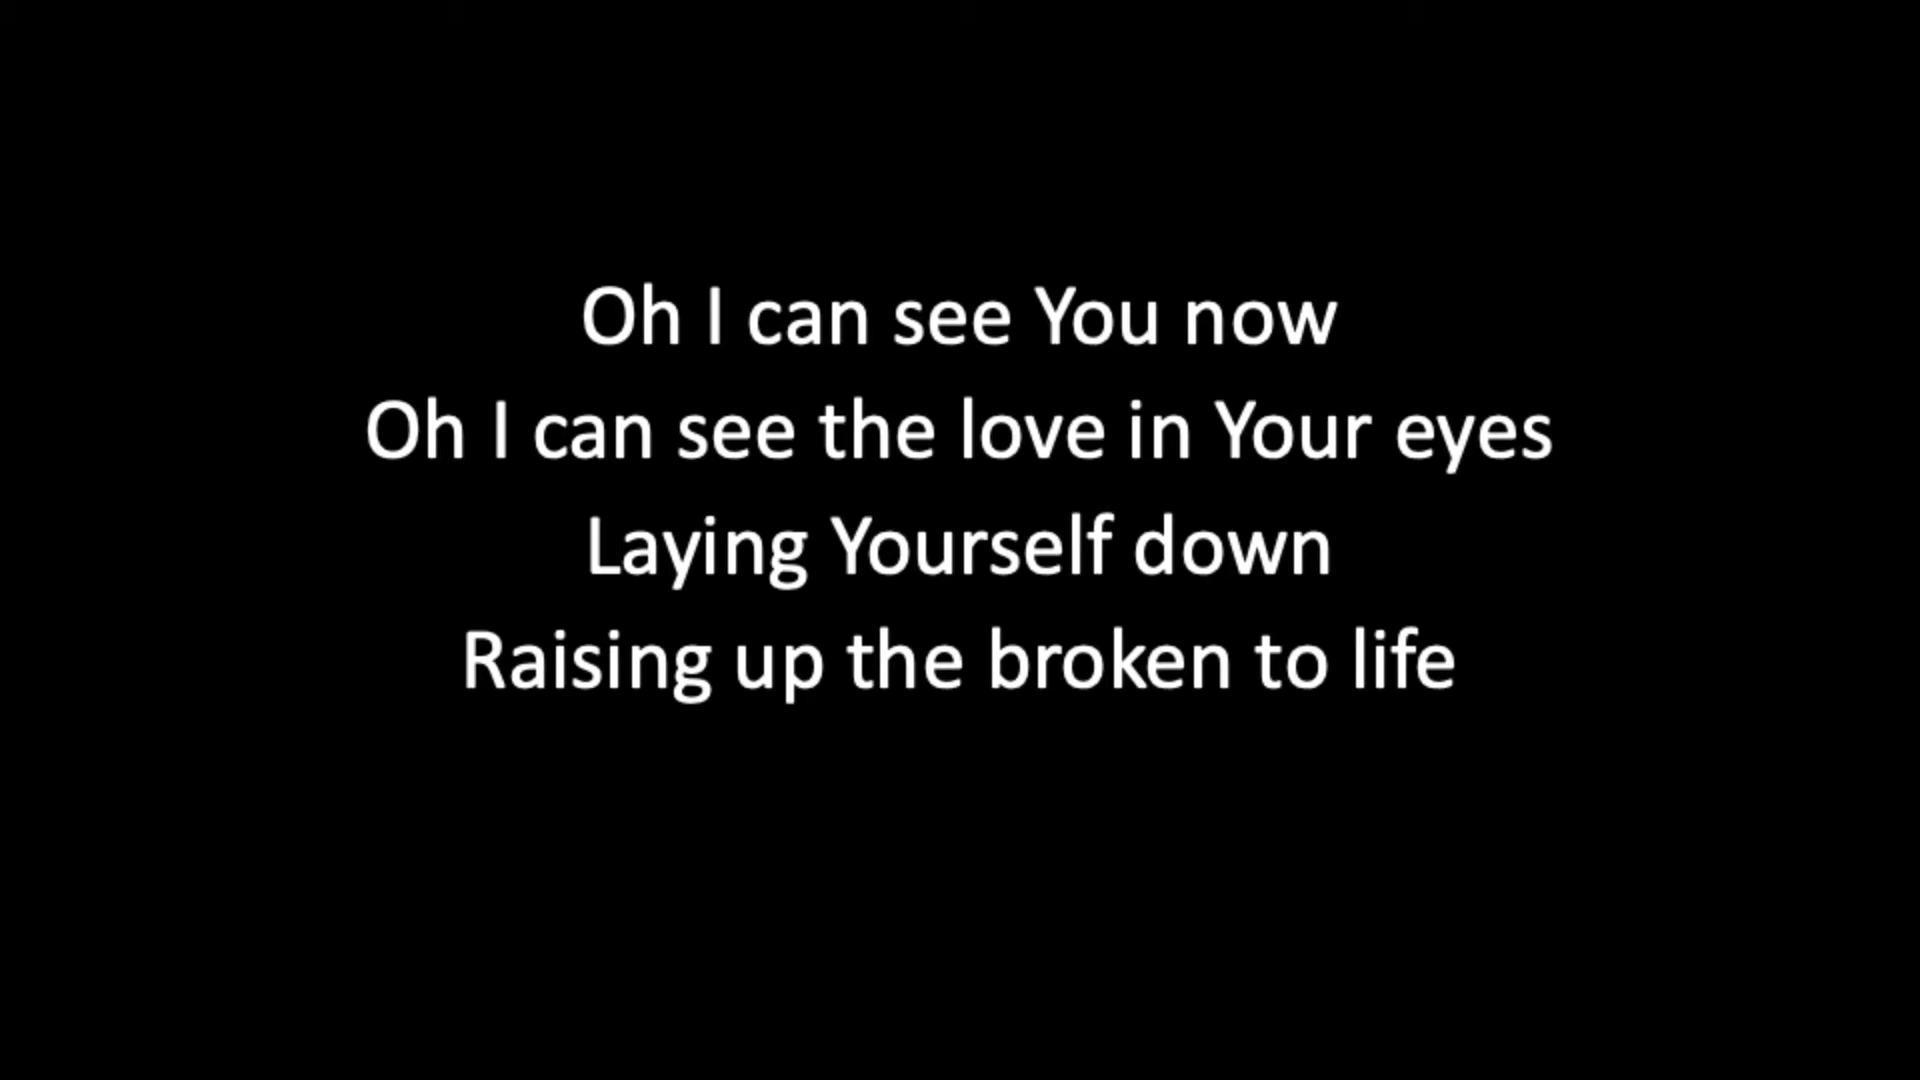 Oh I can see You now
Oh I can see the love in Your eyes
Laying Yourself down
Raising up the broken to life